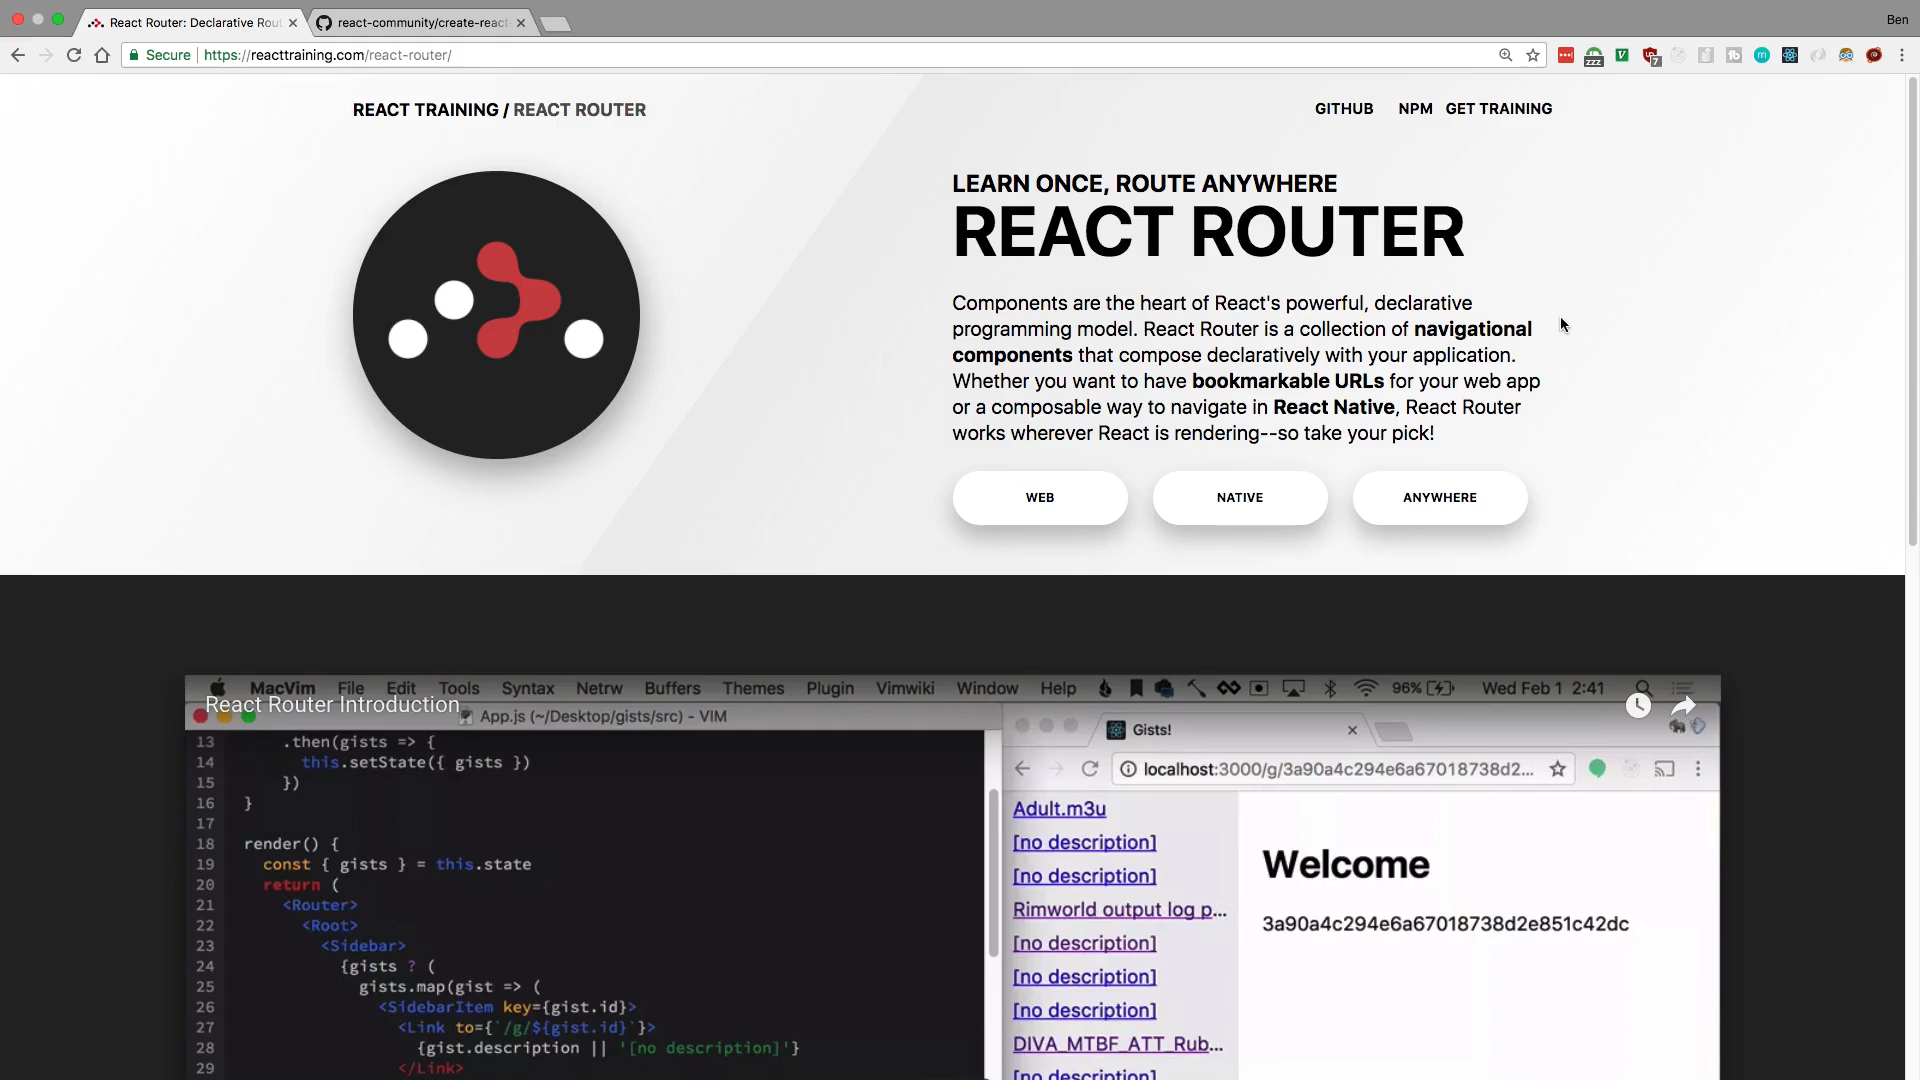 React Router: Declarative Rout
react-community/create-react-
Ben
Secure
https://reacttraining.com/react-router/
zzz
7
REACT TRAINING / REACT ROUTER
GITHUB
NPM
GET TRAINING
LEARN ONCE, ROUTE ANYWHERE
REACT ROUTER
Components are the heart of React's powerful, declarative
programming model. React Router is a collection of navigational
components that compose declaratively with your application.
Whether you want to have bookmarkable URLs for your web app
or a composable way to navigate in React Native, React Router
works wherever React is rendering--so take your pick!
WEB
NATIVE
ANYWHERE
MacVim File Edit Tools Syntax Netrw Buffers Themes Plugin Vimwiki Window Help
96%
Wed Feb 1 2:41
React Router Introduction
App.js (~/Desktop/gists/src) - VIM
13 .then(gists => {
14 this.setState({ gists })
15 })
16 }
17
18 render() {
19 const { gists } = this.state
20 return (
21 <Router>
22 <Root>
23 <Sidebar>
24 {gists ? (
25 gists.map(gist => (
26 <SidebarItem key={gist.id}>
27 <Link to={`/g/${gist.id}`}>
28 {gist.description || '[no description]'}
29 </Link>
Gists!
localhost:3000/g/3a90a4c294e6a67018738d2...
Adult.m3u
[no description]
[no description]
Rimworld output log p...
[no description]
[no description]
[no description]
DIVA_MTBF_ATT_Rub...
[no description]
Welcome
3a90a4c294e6a67018738d2e851c42dc